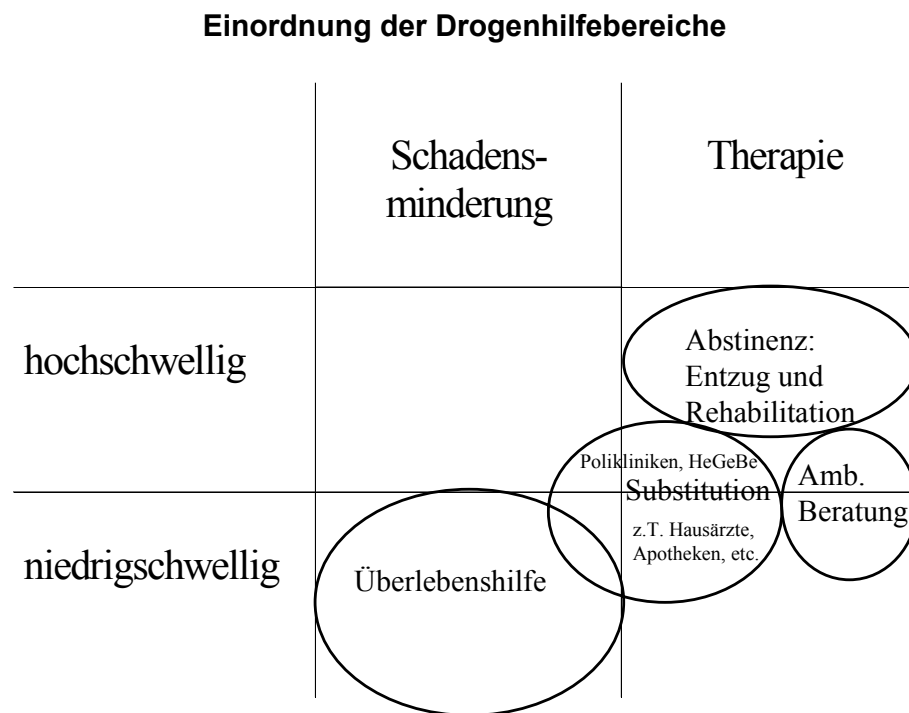 Einordnung der Drogenhilfebereiche
Schadens-
minderung
Therapie
hochschwellig
Abstinenz:
Entzug und
Rehabilitation
Polikliniken, HeGeBe
Substitution
z.T. Hausärzte,
Apotheken, etc.
Amb.
Beratung
niedrigschwellig
Überlebenshilfe